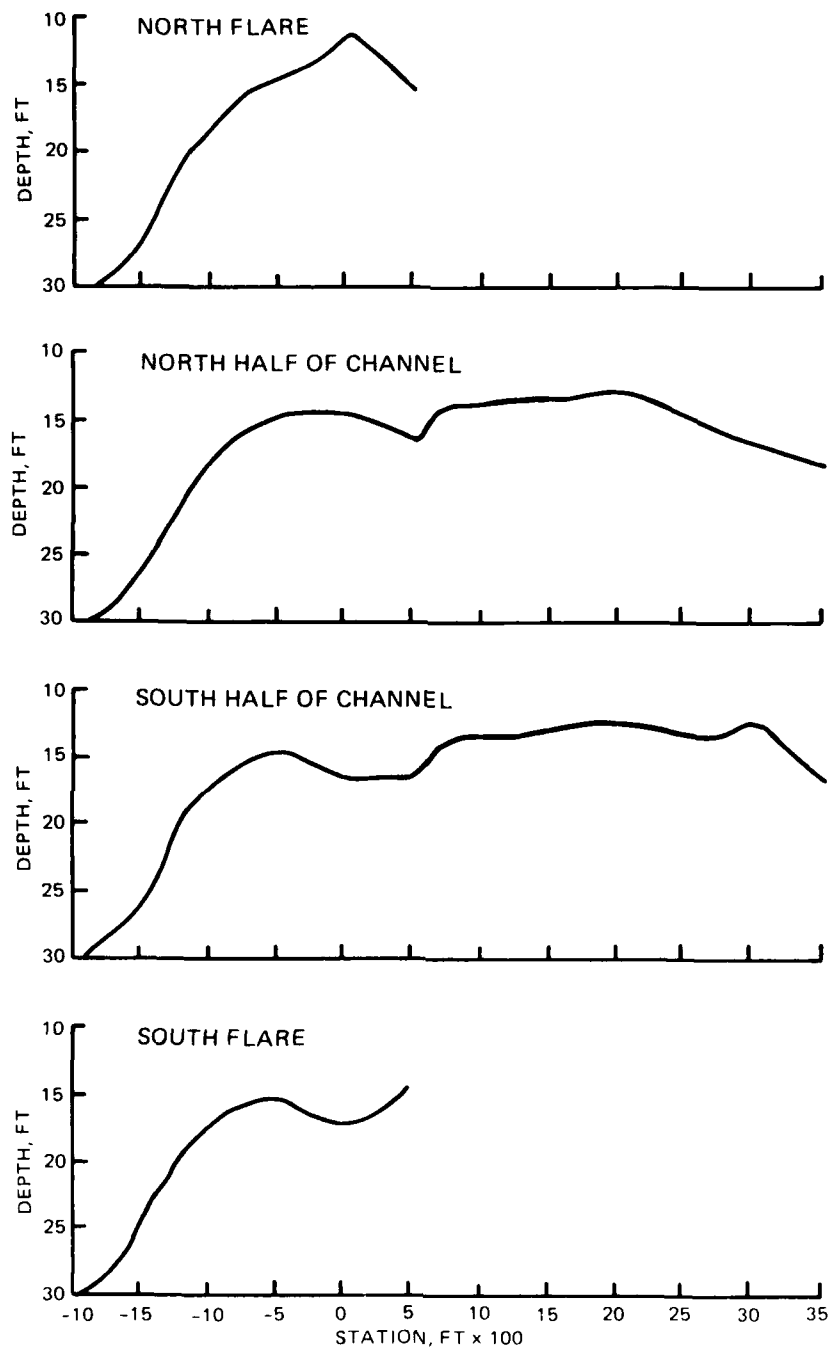 NORTH FLARE
DEPTH, FT
10
15
20
25
30
NORTH HALF OF CHANNEL
DEPTH, FT
10
15
20
25
30
SOUTH HALF OF CHANNEL
DEPTH, FT
10
15
20
25
30
SOUTH FLARE
DEPTH, FT
10
15
20
25
30
-10 -15 -5 0 5 10 15 20 25 30 35
STATION, FT x 100